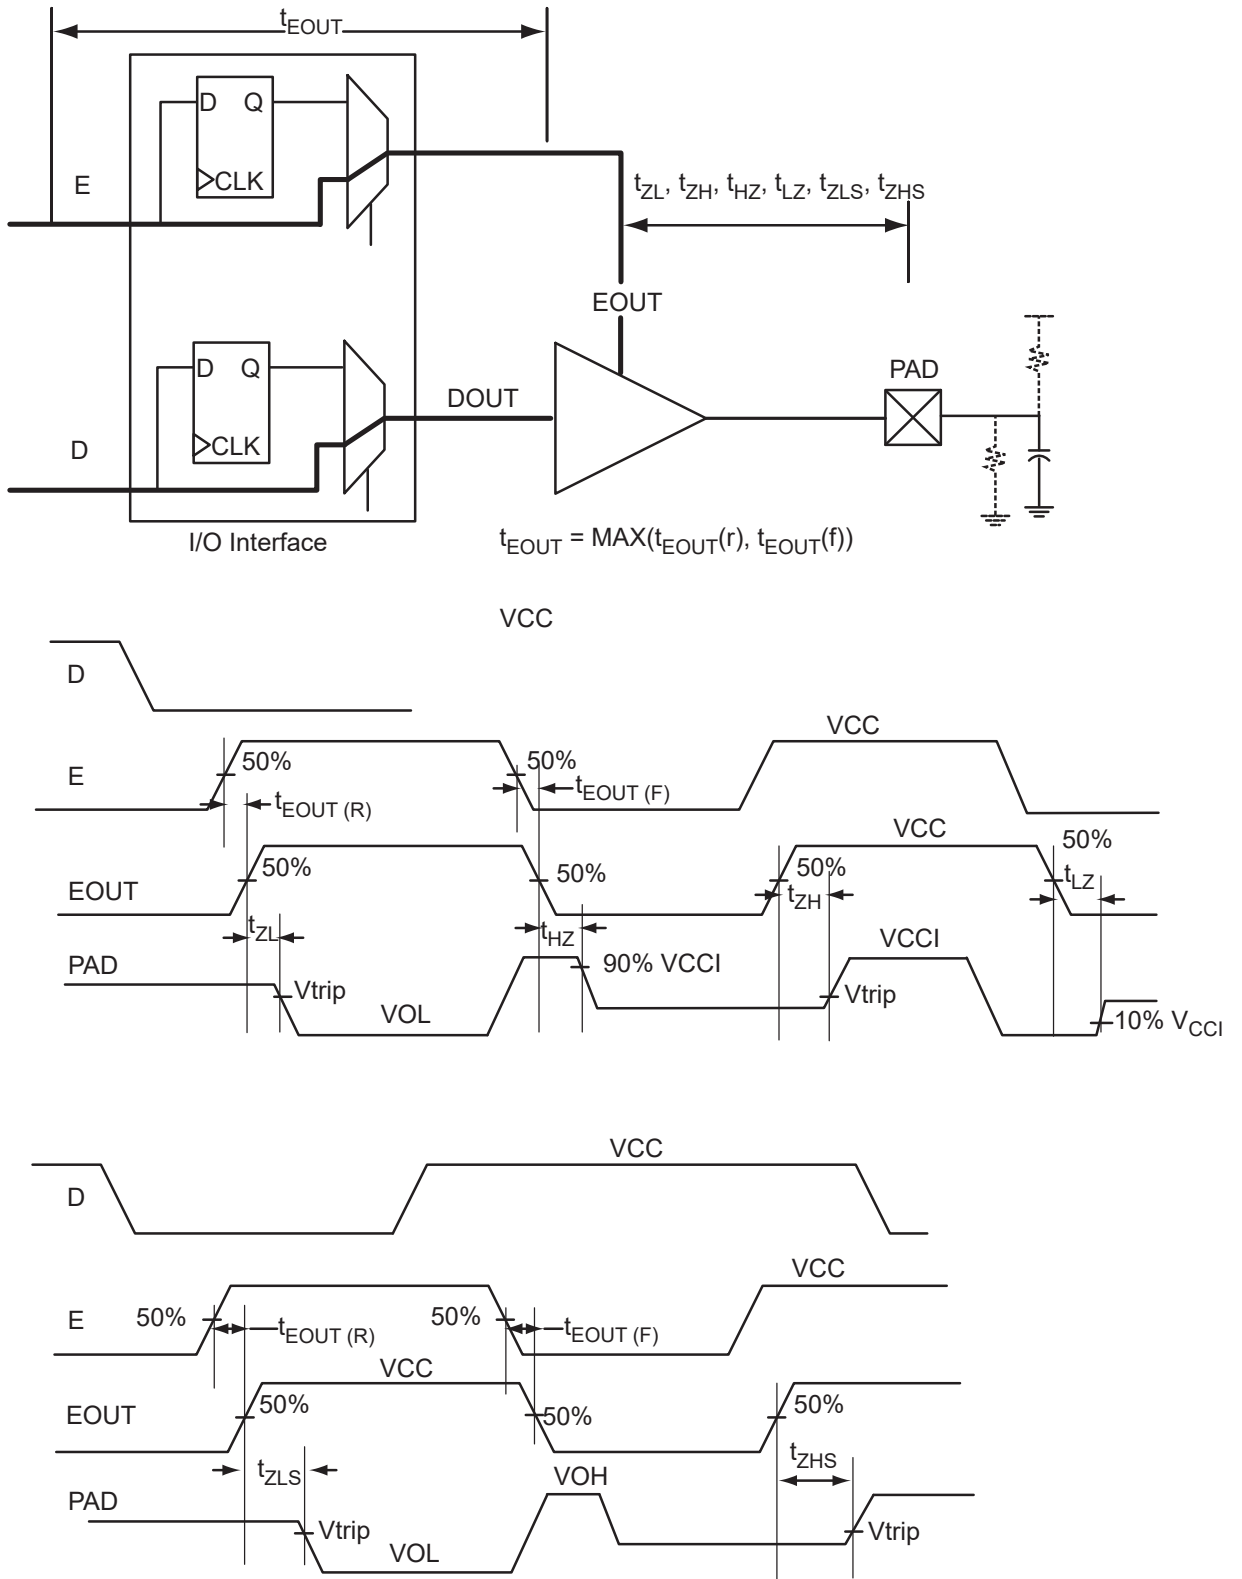 tEOUT
D Q
CLK
E
tZL, tZH, tHZ, tLZ, tZLS, tZHS
EOUT
D Q
CLK
DOUT
PAD
D
I/O Interface
tEOUT = MAX(tEOUT(r), tEOUT(f))
VCC
D
VCC
50%
50%
E
tEOUT (R)
tEOUT (F)
VCC
50%
50%
50%
50%
EOUT
tZH
tLZ
tZL
tHZ
VCCI
PAD
90% VCCI
Vtrip
Vtrip
VOL
10% VCCI
VCC
D
VCC
E
50%
50%
tEOUT (R)
tEOUT (F)
VCC
EOUT
50%
50%
50%
tZLS
tZHS
VOH
PAD
Vtrip
Vtrip
VOL